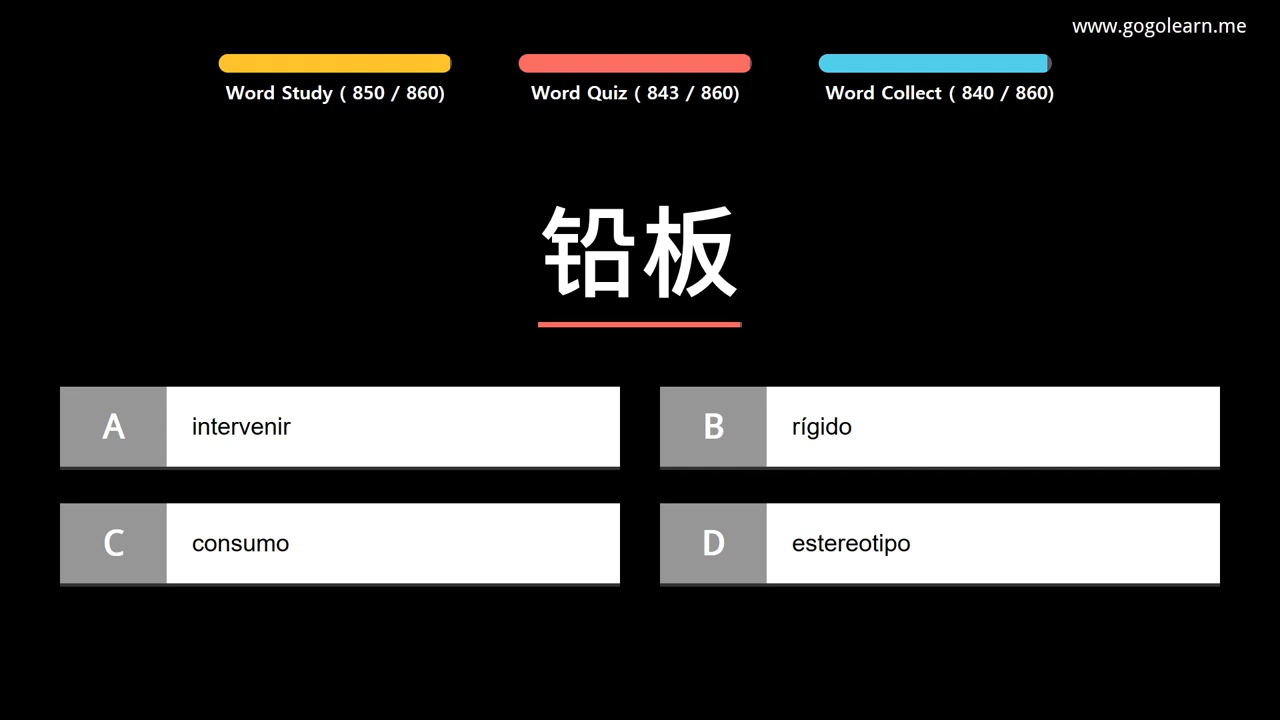 www.gogolearn.me
Word Study ( 850 / 860)
Word Quiz ( 843 / 860)
Word Collect ( 840 / 860)
铅板
A intervenir
B rígido
C consumo
D estereotipo